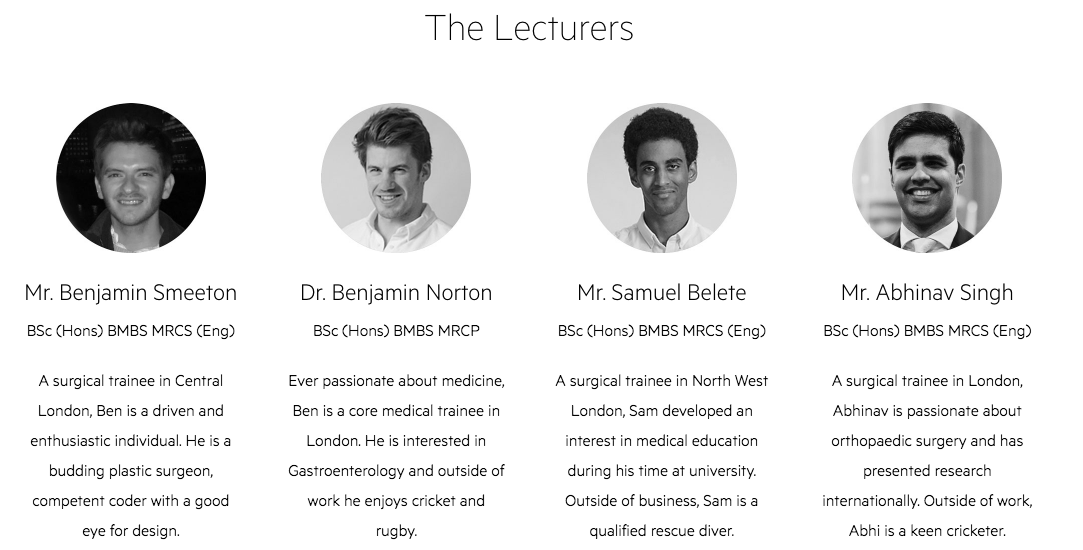 The Lecturers
Mr. Benjamin Smeeton
BSc (Hons) BMBS MRCS (Eng)
A surgical trainee in Central
London, Ben is a driven and
enthusiastic individual. He is a
budding plastic surgeon,
competent coder with a good
eye for design.
Dr. Benjamin Norton
BSc (Hons) BMBS MRCP
Ever passionate about medicine,
Ben is a core medical trainee in
London. He is interested in
Gastroenterology and outside of
work he enjoys cricket and
rugby.
Mr. Samuel Belete
BSc (Hons) BMBS MRCS (Eng)
A surgical trainee in North West
London, Sam developed an
interest in medical education
during his time at university.
Outside of business, Sam is a
qualified rescue diver.
Mr. Abhinav Singh
BSc (Hons) BMBS MRCS (Eng)
A surgical trainee in London,
Abhinav is passionate about
orthopaedic surgery and has
presented research
internationally. Outside of work,
Abhi is a keen cricketer.